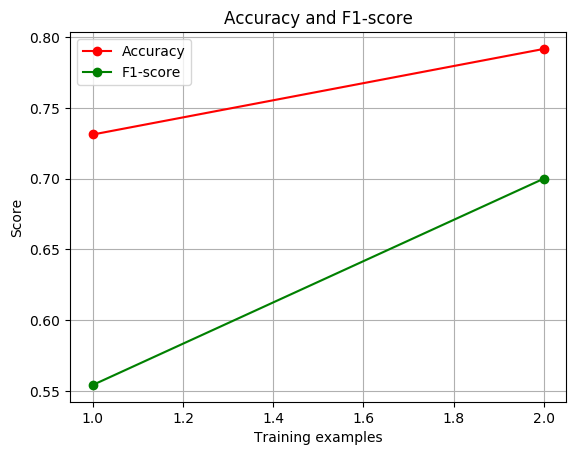 Accuracy and F1-score
Accuracy
F1-score
0.80
0.75
0.70
0.65
0.60
0.55
Score
1.0 1.2 1.4 1.6 1.8 2.0
Training examples